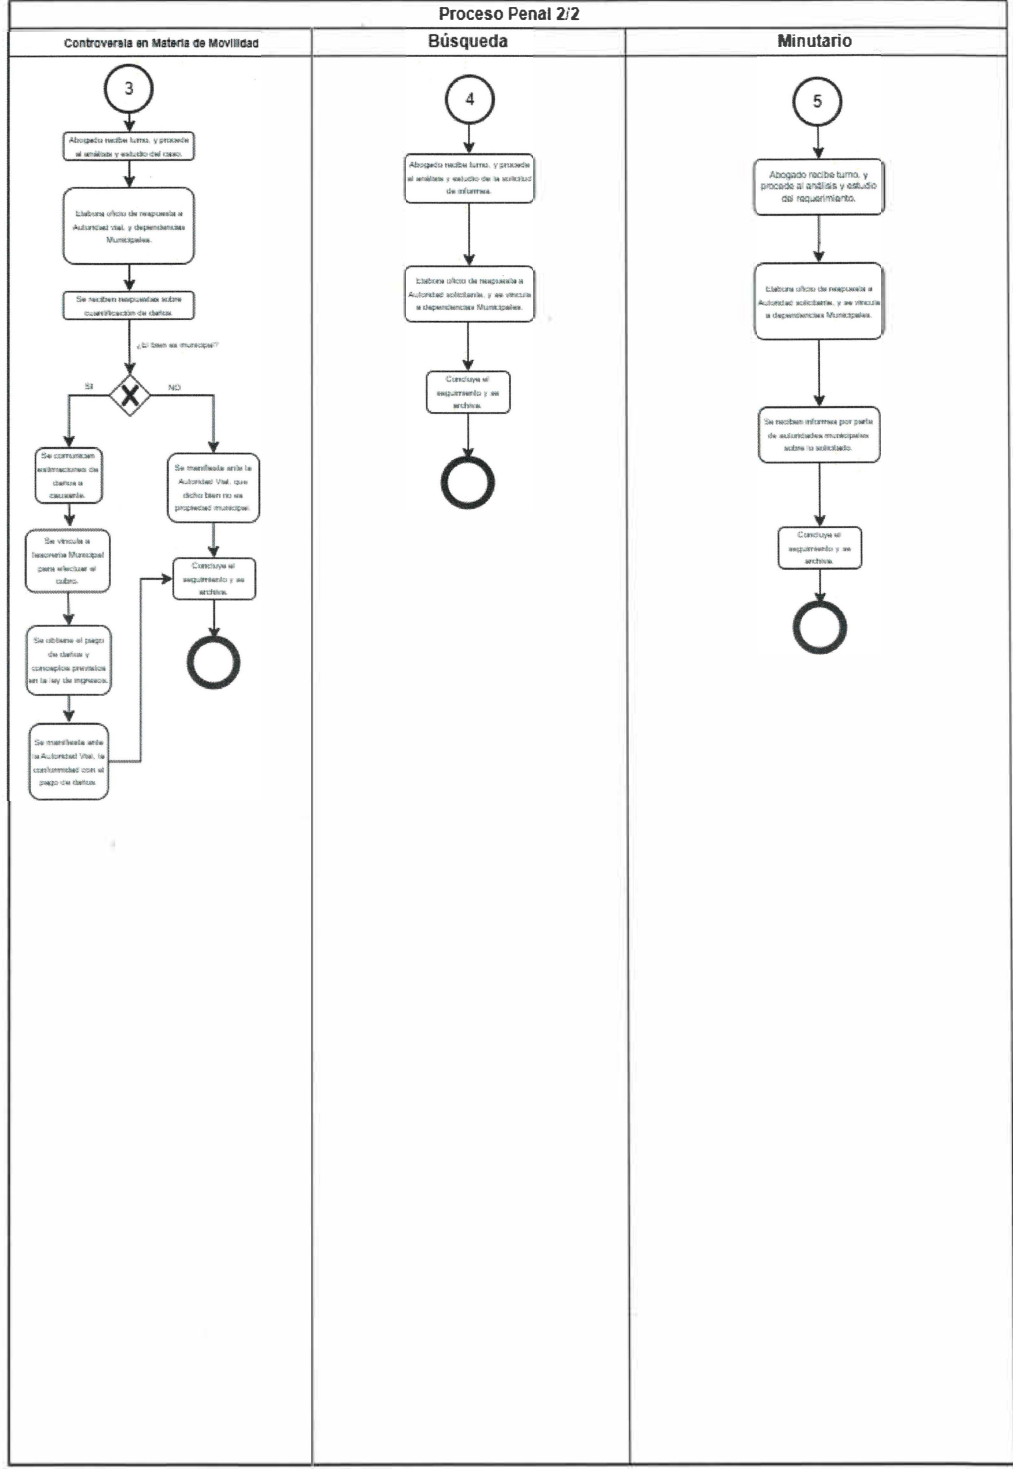 Proceso Penal 2/2
Controversia en Materia de Movilidad
3
Abogado recibe turno, y procede
al análisis y estudio del caso.
Elabora oficio de respuesta a
Autoridad vial, y dependencias
Municipales.
Se reciben respuestas sobre
cuantificación de daños.
¿El bien es municipal?
SI
NO
Se comunican
estimaciones de
daños a
causante.
Se vincula a
Tesorería Municipal
para efectuar el
cobro.
Se obtiene el pago
de daños y
conceptos previstos
en la ley de ingresos.
Se manifiesta ante
la Autoridad Vial, la
conformidad con el
pago de daños.
Se manifiesta ante la
Autoridad Vial, que
dicho bien no es
propiedad municipal.
Concluye el
seguimiento y se
archiva.
Búsqueda
4
Abogado recibe turno, y procede
al análisis y estudio de la solicitud
de informes.
Elabora oficio de respuesta a
Autoridad solicitante, y se vincula
a dependencias Municipales.
Concluye el
seguimiento y se
archiva.
Minutario
5
Abogado recibe turno, y
procede al análisis y estudio
del requerimiento.
Elabora oficio de respuesta a
Autoridad solicitante, y se vincula
a dependencias Municipales.
Se reciben informes por parte
de autoridades municipales
sobre lo solicitado.
Concluye el
seguimiento y se
archiva.